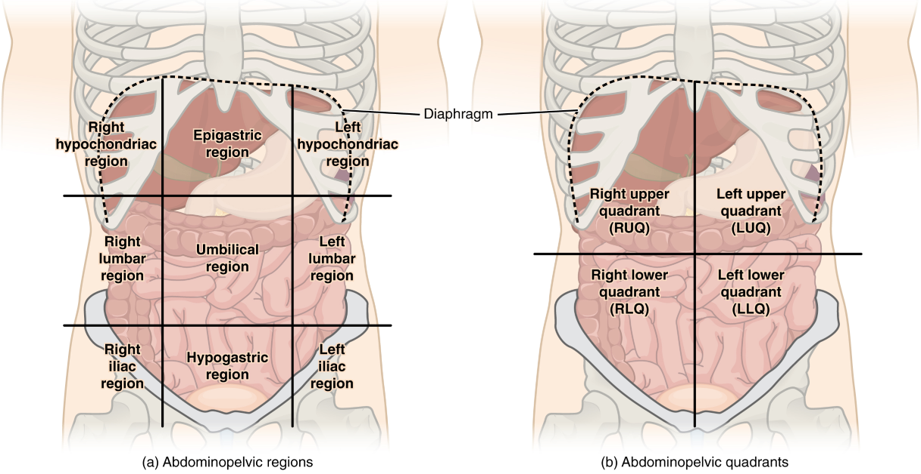 Diaphragm
Right
hypochondriac
region
Epigastric
region
Left
hypochondriac
region
Right
lumbar
region
Umbilical
region
Left
lumbar
region
Right
iliac
region
Hypogastric
region
Left
iliac
region
(a) Abdominopelvic regions
Right upper
quadrant
(RUQ)
Left upper
quadrant
(LUQ)
Right lower
quadrant
(RLQ)
Left lower
quadrant
(LLQ)
(b) Abdominopelvic quadrants